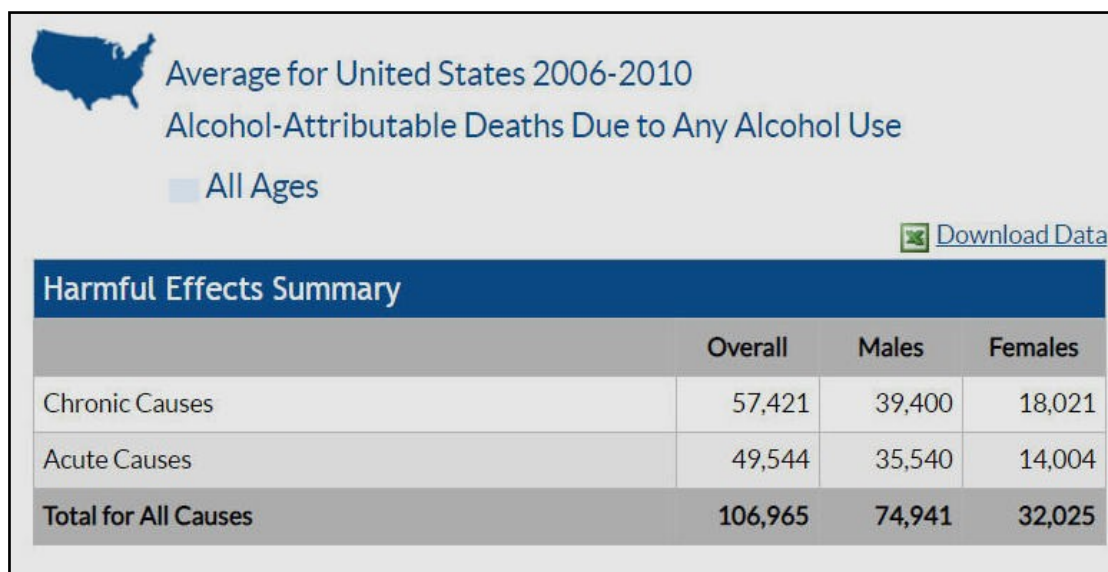 Average for United States 2006-2010
Alcohol-Attributable Deaths Due to Any Alcohol Use
All Ages
Download Data
Harmful Effects Summary
Overall Males Females
Chronic Causes 57,421 39,400 18,021
Acute Causes 49,544 35,540 14,004
Total for All Causes 106,965 74,941 32,025